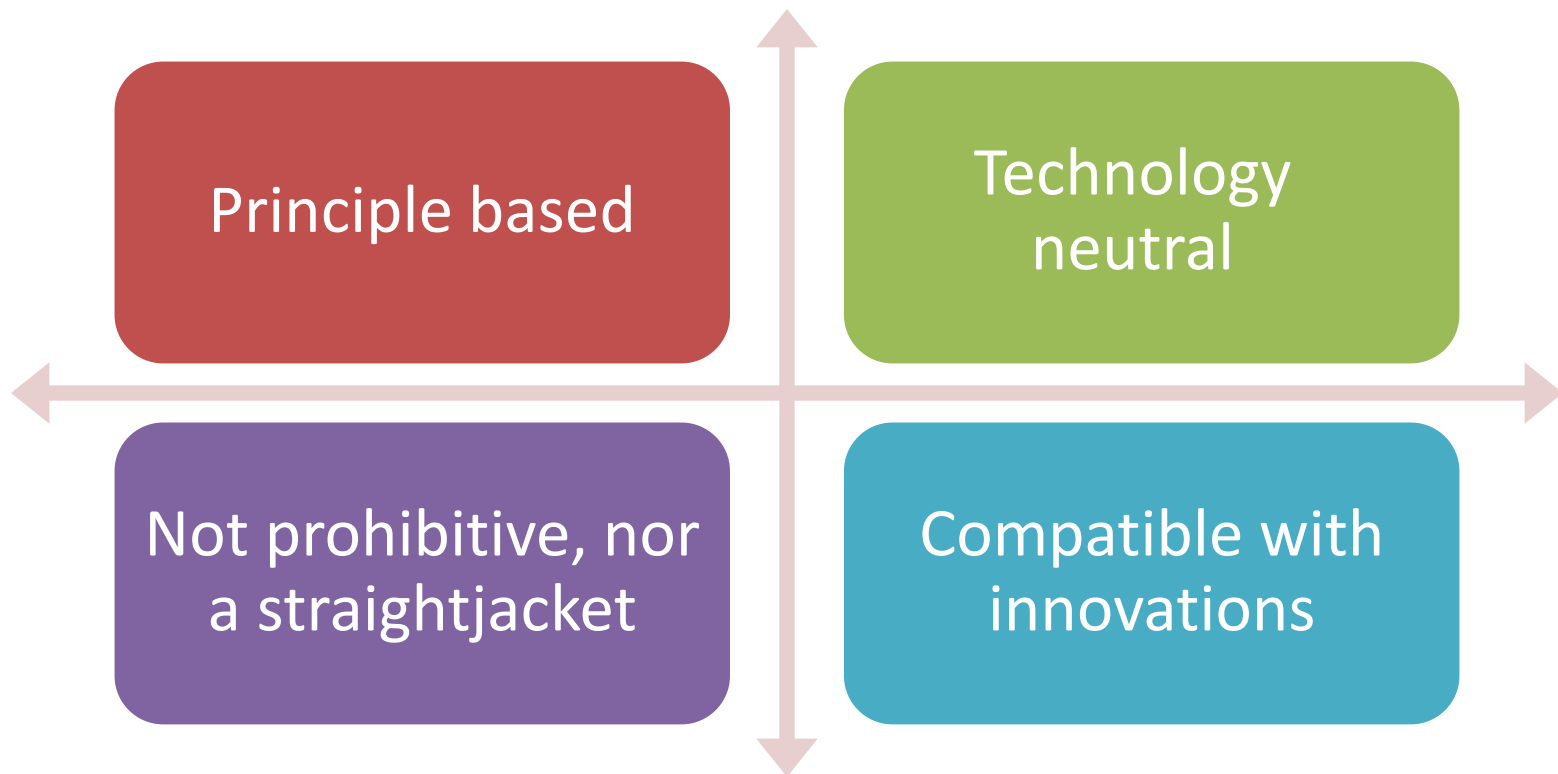 Principle based
Technology
neutral
Not prohibitive, nor
a straightjacket
Compatible with
innovations